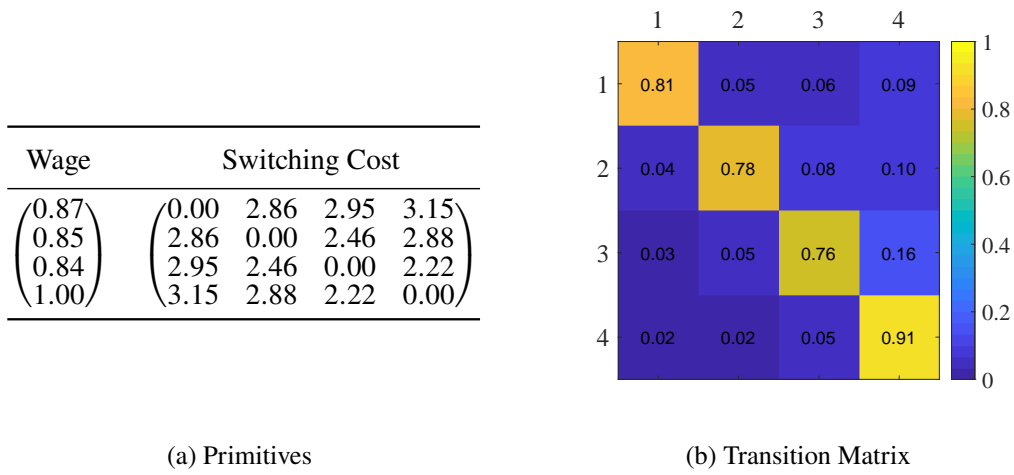 Wage Switching Cost
0.87 0.00 2.86 2.95 3.15
0.85 2.86 0.00 2.46 2.88
0.84 2.95 2.46 0.00 2.22
1.00 3.15 2.88 2.22 0.00
(a) Primitives
1 2 3 4
1 0.81 0.05 0.06 0.09
2 0.04 0.78 0.08 0.10
3 0.03 0.05 0.76 0.16
4 0.02 0.02 0.05 0.91
1
0.8
0.6
0.4
0.2
0
(b) Transition Matrix